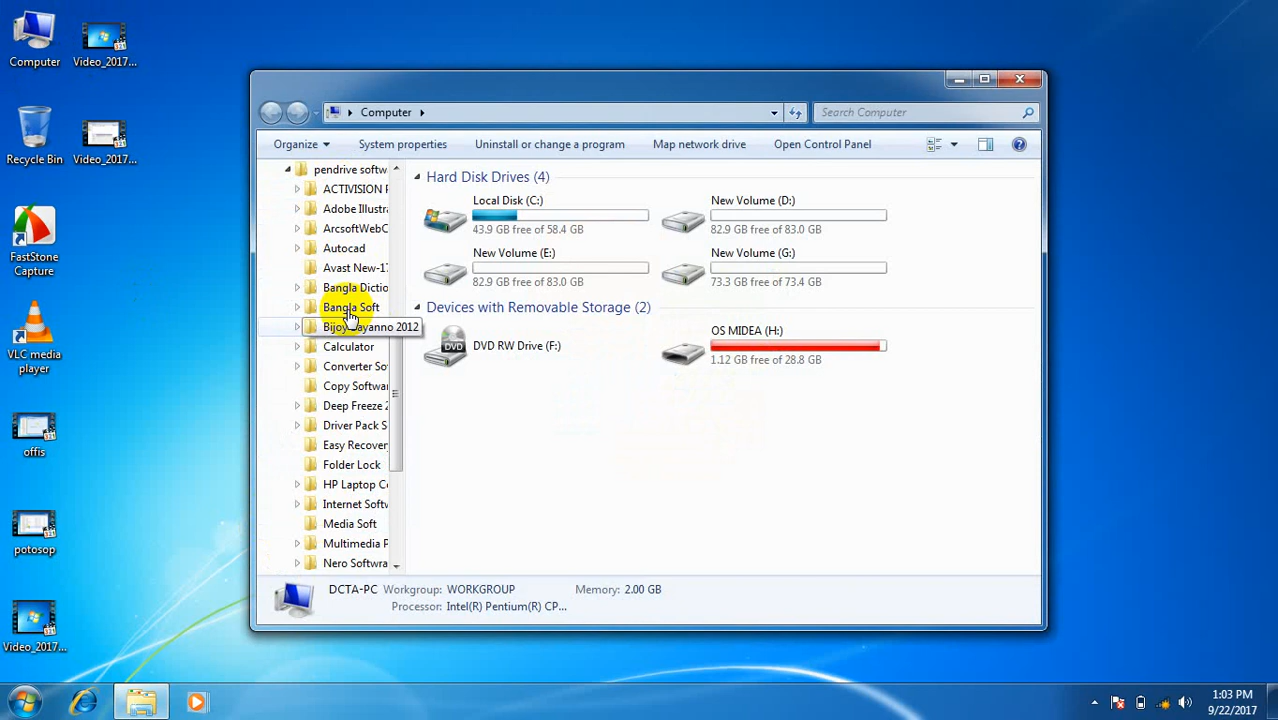 Computer
Video_2017...
Recycle Bin
Video_2017...
FastStone
Capture
VLC media
player
offis
potosop
Video_2017...
Computer
Search Computer
Organize
System properties
Uninstall or change a program
Map network drive
Open Control Panel
pendrive softw
ACTIVISION
Adobe Illustra
ArcsoftWebC
Autocad
Avast New-17
Bangla Dictio
Bangla Soft
Bijoy Bayanno 2012
Calculator
Converter So
Copy Softwa
Deep Freeze 2
Driver Pack S
Easy Recover
Folder Lock
HP Laptop C
Internet Soft
Media Soft
Multimedia P
Nero Softwra
Hard Disk Drives (4)
Local Disk (C:)
43.9 GB free of 58.4 GB
New Volume (D:)
82.9 GB free of 83.0 GB
New Volume (E:)
82.9 GB free of 83.0 GB
New Volume (G:)
73.3 GB free of 73.4 GB
Devices with Removable Storage (2)
DVD
DVD RW Drive (F:)
OS MIDEA (H:)
1.12 GB free of 28.8 GB
DCTA-PC Workgroup: WORKGROUP Memory: 2.00 GB
Processor: Intel(R) Pentium(R) CP...
1:03 PM
9/22/2017